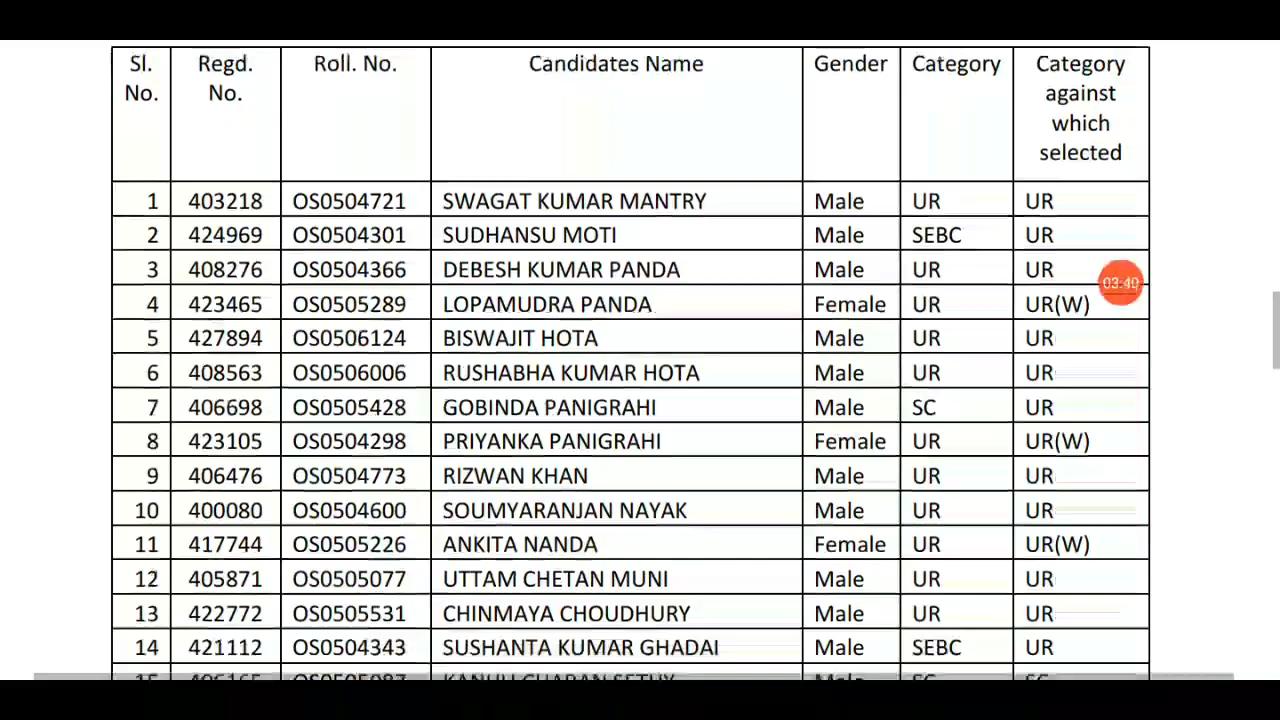 Sl. No. Regd. No. Roll. No. Candidates Name Gender Category Category against which selected
1 403218 OS0504721 SWAGAT KUMAR MANTRY Male UR UR
2 424969 OS0504301 SUDHANSU MOTI Male SEBC UR
3 408276 OS0504366 DEBESH KUMAR PANDA Male UR UR
03:40
4 423465 OS0505289 LOPAMUDRA PANDA Female UR UR(W)
5 427894 OS0506124 BISWAJIT HOTA Male UR UR
6 408563 OS0506006 RUSHABHA KUMAR HOTA Male UR UR
7 406698 OS0505428 GOBINDA PANIGRAHI Male SC UR
8 423105 OS0504298 PRIYANKA PANIGRAHI Female UR UR(W)
9 406476 OS0504773 RIZWAN KHAN Male UR UR
10 400080 OS0504600 SOUMYARANJAN NAYAK Male UR UR
11 417744 OS0505226 ANKITA NANDA Female UR UR(W)
12 405871 OS0505077 UTTAM CHETAN MUNI Male UR UR
13 422772 OS0505531 CHINMAYA CHOUDHURY Male UR UR
14 421112 OS0504343 SUSHANTA KUMAR GHADAI Male SEBC UR